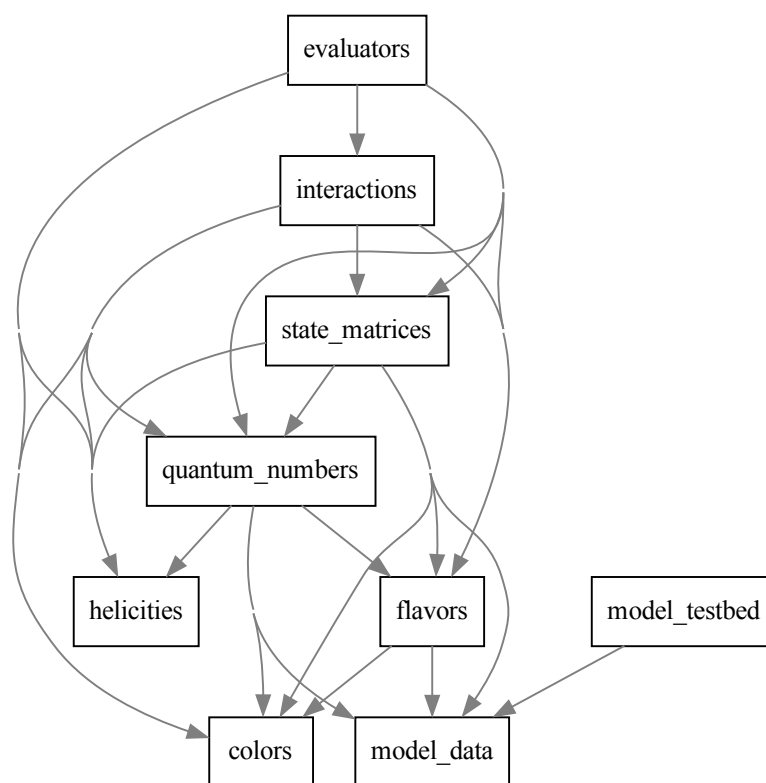 evaluators
interactions
state_matrices
quantum_numbers
helicities
flavors
model_testbed
colors
model_data